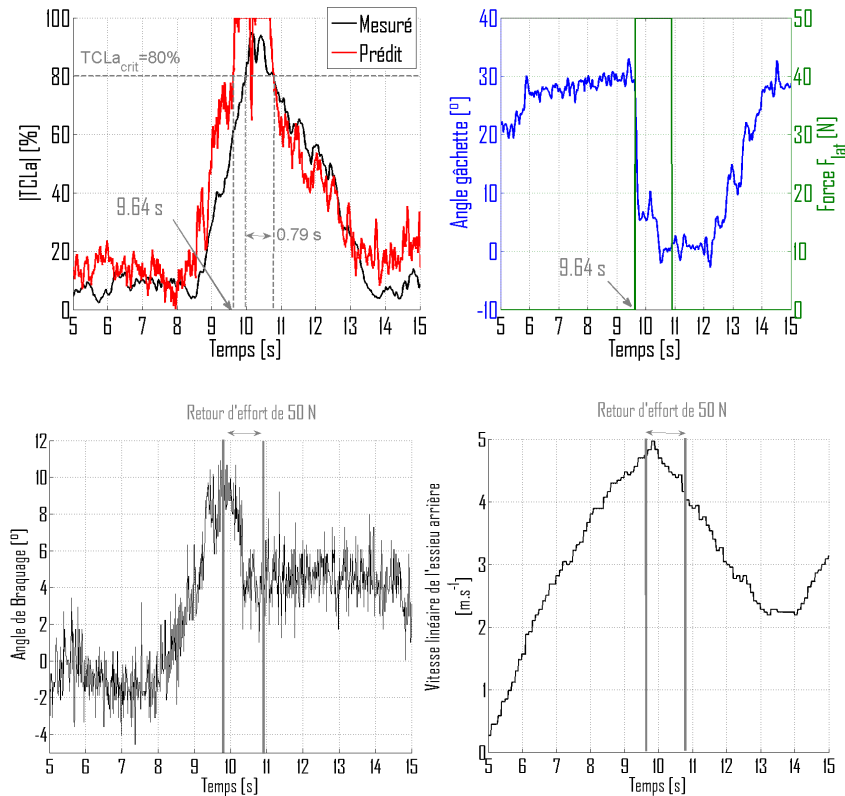 100
80
60
40
20
0
|TCLa| [%]
TCLa_crit=80%
Mesuré
Prédit
9.64 s
0.79 s
5 6 7 8 9 10 11 12 13 14 15
Temps [s]
40
30
20
10
0
-10
Angle gâchette [°]
9.64 s
50
40
30
20
10
0
Force F_lat [N]
5 6 7 8 9 10 11 12 13 14 15
Temps [s]
Retour d'effort de 50 N
12
10
8
6
4
2
0
-2
-4
Angle de Braquage [°]
5 6 7 8 9 10 11 12 13 14 15
Temps [s]
Retour d'effort de 50 N
5
4
3
2
1
0
Vitesse linéaire de l'essieu arrière
[m.s⁻¹]
5 6 7 8 9 10 11 12 13 14 15
Temps [s]